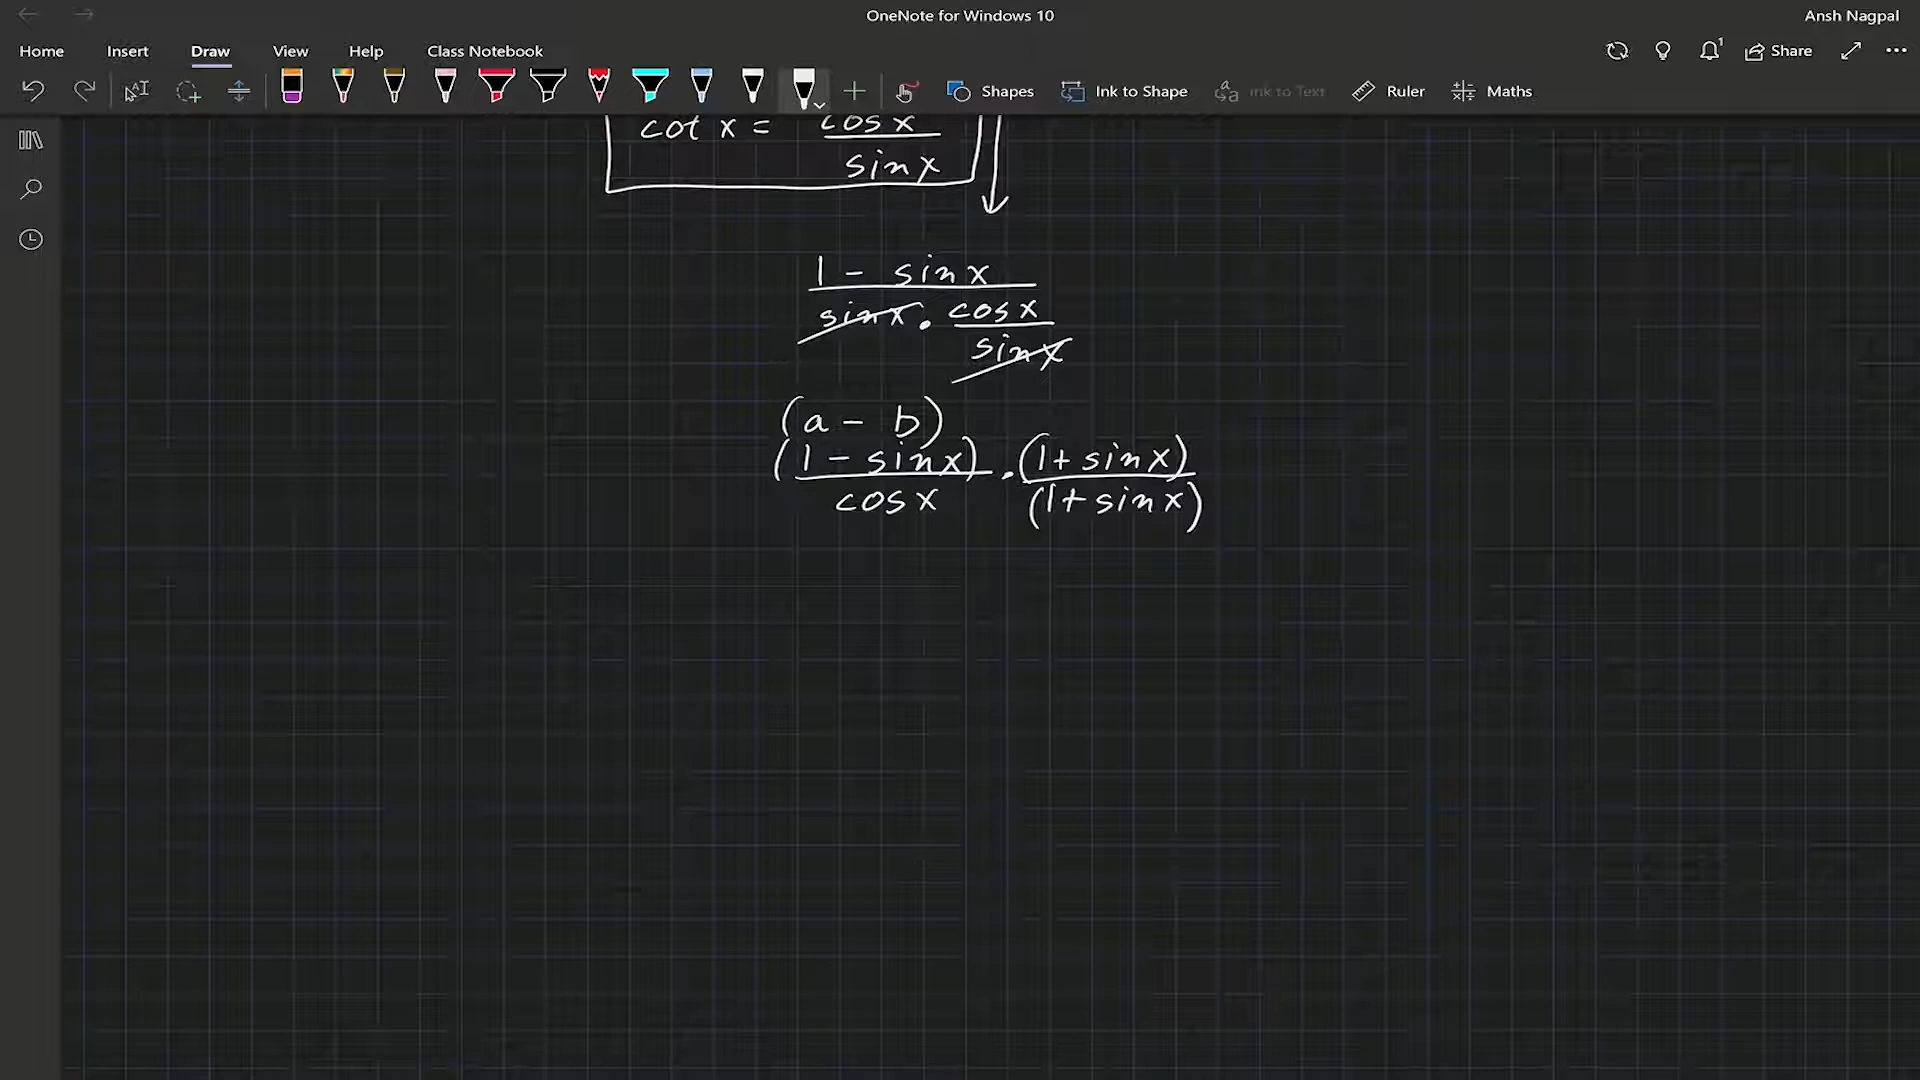 OneNote for Windows 10
Ansh Nagpal
Home Insert Draw View Help Class Notebook
1 Share
Shapes Ink to Shape Ink to Text Ruler Maths
cot x = cos x
sin x
1 - sin x
sin x . cos x
sin x
(a - b)
(1 - sin x) . (1 + sin x)
cos x (1 + sin x)